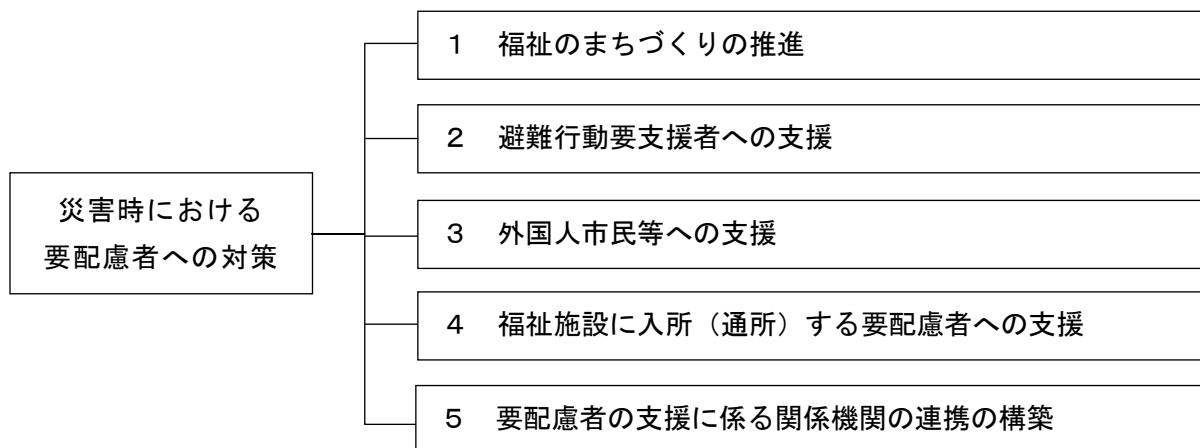 災害時における
要配慮者への対策
１　福祉のまちづくりの推進
２　避難行動要支援者への支援
３　外国人市民等への支援
４　福祉施設に入所（通所）する要配慮者への支援
５　要配慮者の支援に係る関係機関の連携の構築